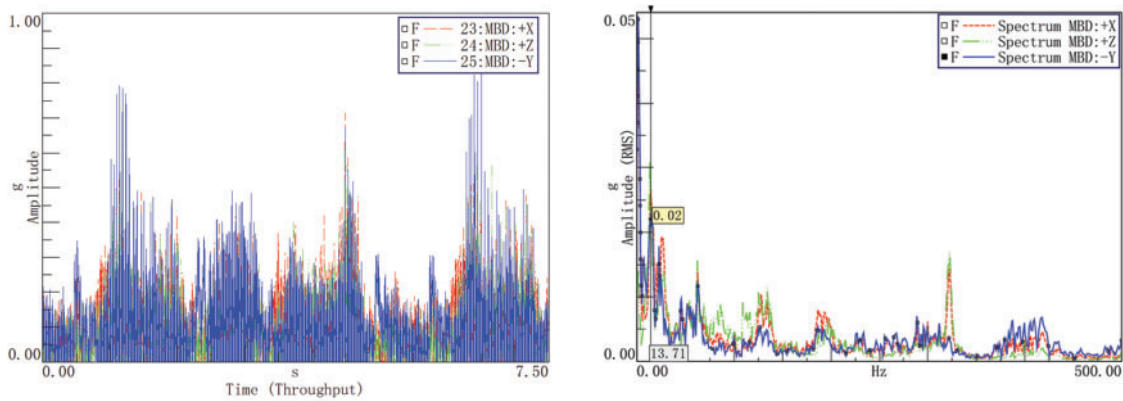 1.00
F 23:MBD:+X
F 24:MBD:+Z
F 25:MBD:-Y
g
Amplitude
0.00
0.00 s 7.50
Time (Throughput)
0.05
F Spectrum MBD:+X
F Spectrum MBD:+Z
F Spectrum MBD:-Y
g
Amplitude (RMS)
0.02
0.00
13.71
0.00 Hz 500.00